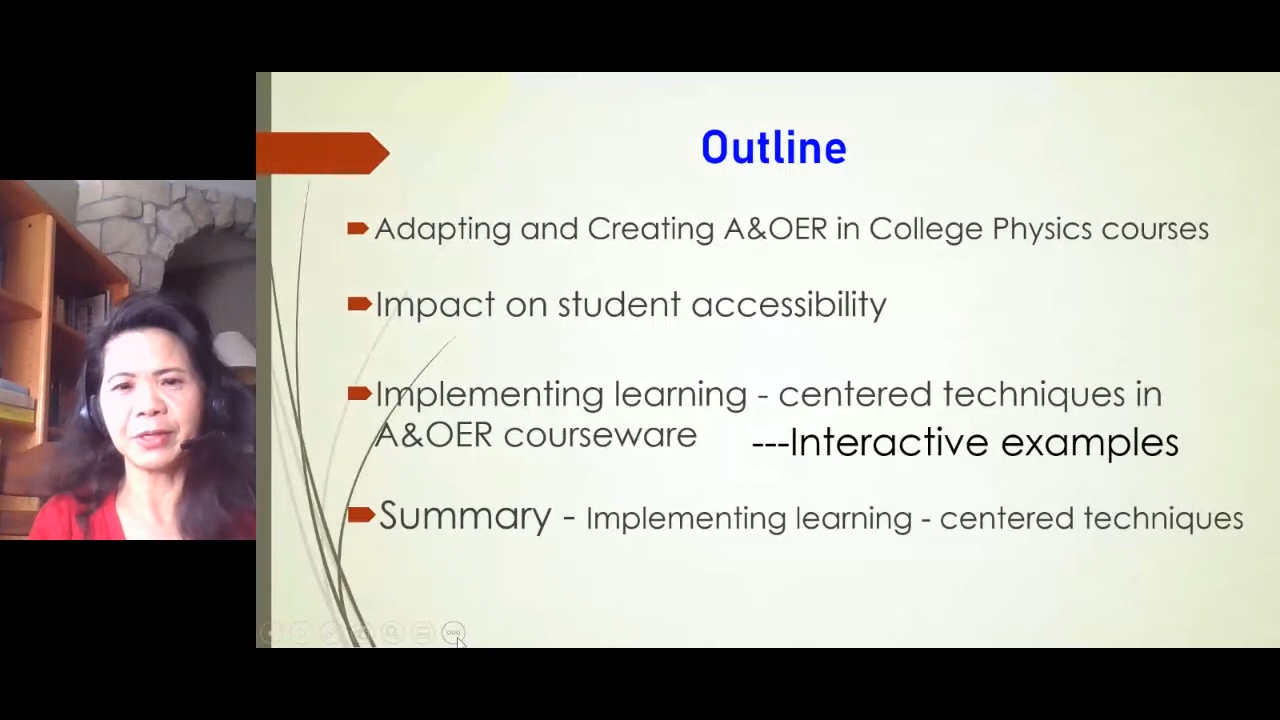 Outline
Adapting and Creating A&OER in College Physics courses
Impact on student accessibility
Implementing learning - centered techniques in
A&OER courseware ---Interactive examples
Summary - Implementing learning - centered techniques